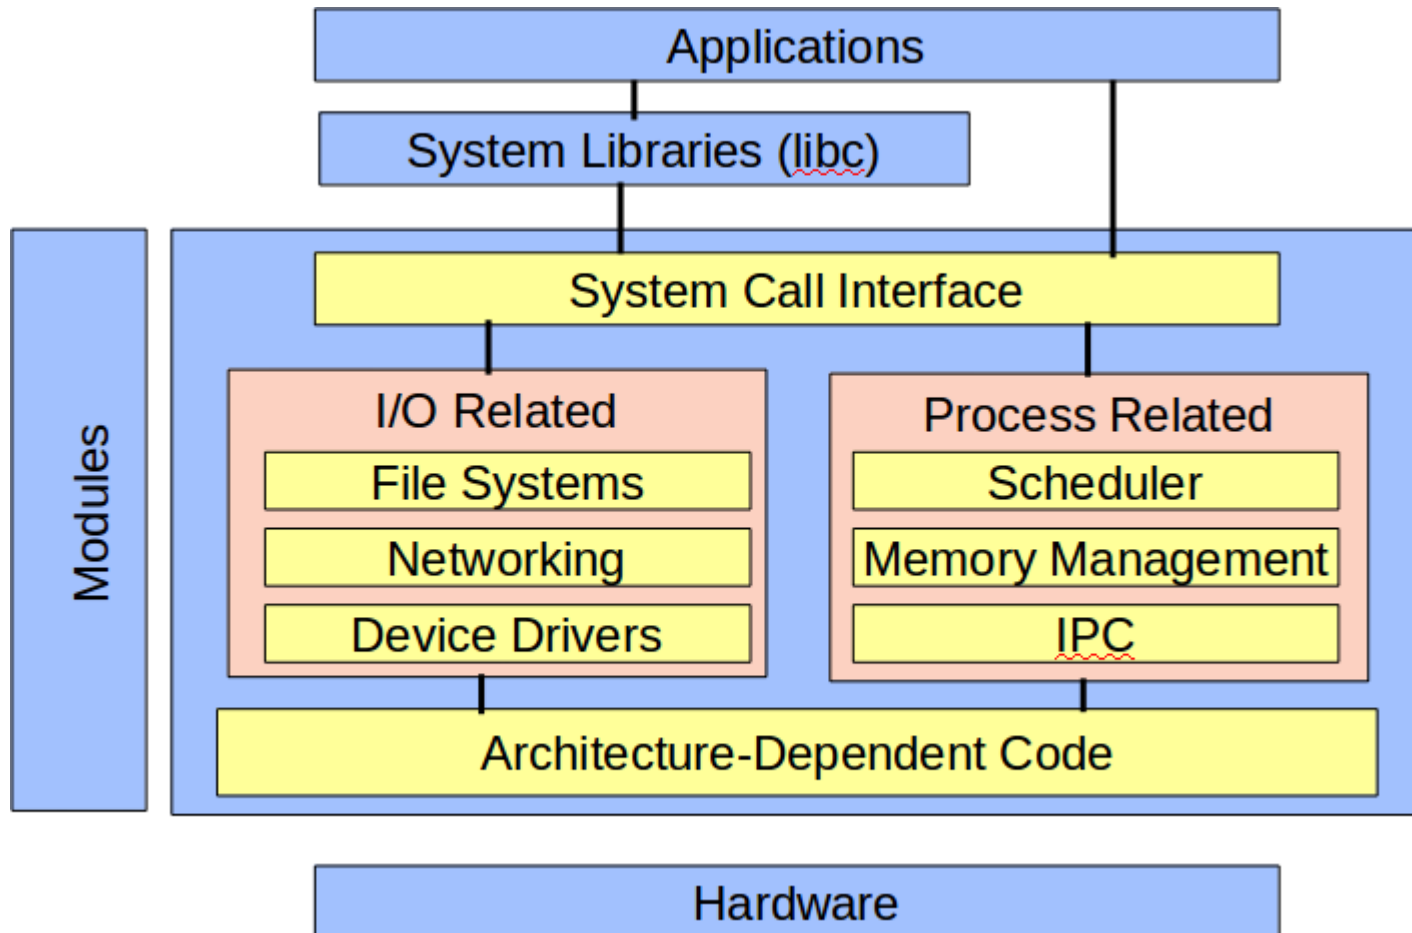 Applications
System Libraries (libc)
System Call Interface
Modules
I/O Related
File Systems
Networking
Device Drivers
Process Related
Scheduler
Memory Management
IPC
Architecture-Dependent Code
Hardware